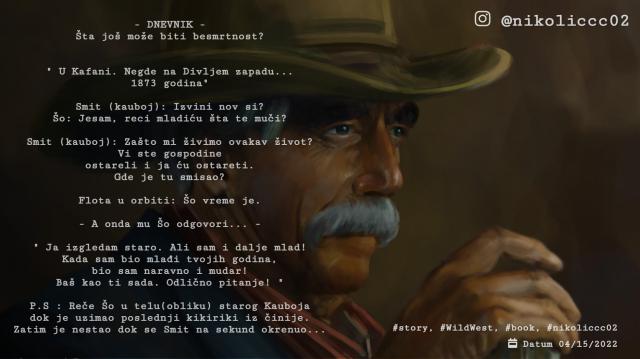 @nikoliccc02
- DNEVNIK -
Šta još može biti besmrtnost?
" U Kafani. Negde na Divljem zapadu...
1873 godina"
Smit (kauboj): Izvini nov si?
Šo: Jesam, reci mladiću šta te muči?
Smit (kauboj): Zašto mi živimo ovakav život?
Vi ste gospodine
ostareli i ja ću ostareti.
Gde je tu smisao?
Flota u orbiti: Šo vreme je.
- A onda mu Šo odgovori... -
" Ja izgledam staro. Ali sam i dalje mlad!
Kada sam bio mlađi tvojih godina,
bio sam naravno i mudar!
Baš kao ti sada. Odlično pitanje! "
P.S : Reče Šo u telu(obliku) starog Kauboja
dok je uzimao poslednji kikiriki iz činije.
Zatim je nestao dok se Smit na sekund okrenuo...
#story, #WildWest, #book, #nikoliccc02
Datum 04/15/2022